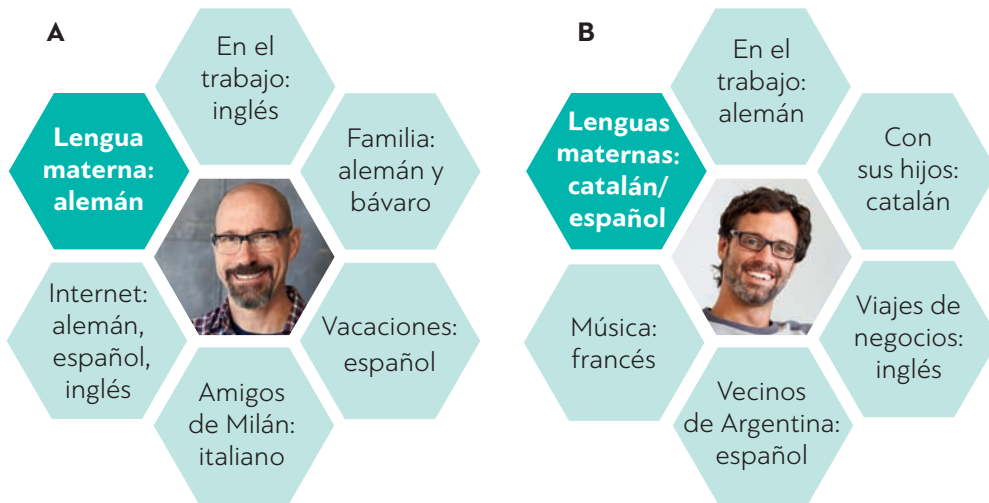 A
En el
trabajo:
inglés
Lengua
materna:
alemán
Familia:
alemán y
bávaro
Internet:
alemán,
español,
inglés
Vacaciones:
español
Amigos
de Milán:
italiano
B
En el
trabajo:
alemán
Lenguas
maternas:
catalán/
español
Con
sus hijos:
catalán
Música:
francés
Viajes de
negocios:
inglés
Vecinos
de Argentina:
español